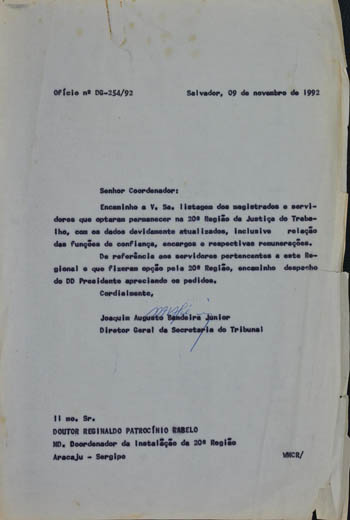 Ofício nº DG-254/92 Salvador, 09 de novembro de 1992
Senhor Coordenador:
Encaminho a V. Sa. listagem dos magistrados e servi-
dores que optaram permanecer na 20ª Região da Justiça do Traba-
lho, com os dados devidamente atualizados, inclusive relação
das funções de confiança, encargos e respectivas remunerações.
De referência aos servidores pertencentes a este Re-
gional e que fizeram opção pela 20ª Região, encaminho despacho
do DD Presidente apreciando os pedidos.
Cordialmente,
Joaquim Augusto Bandeira Júnior
Diretor Geral da Secretaria do Tribunal
Il mo. Sr.
DOUTOR REGINALDO PATROCÍNIO RABELO
MD. Doordenador da Instalação da 20ª Região
Aracaju - Sergipe WMCR/